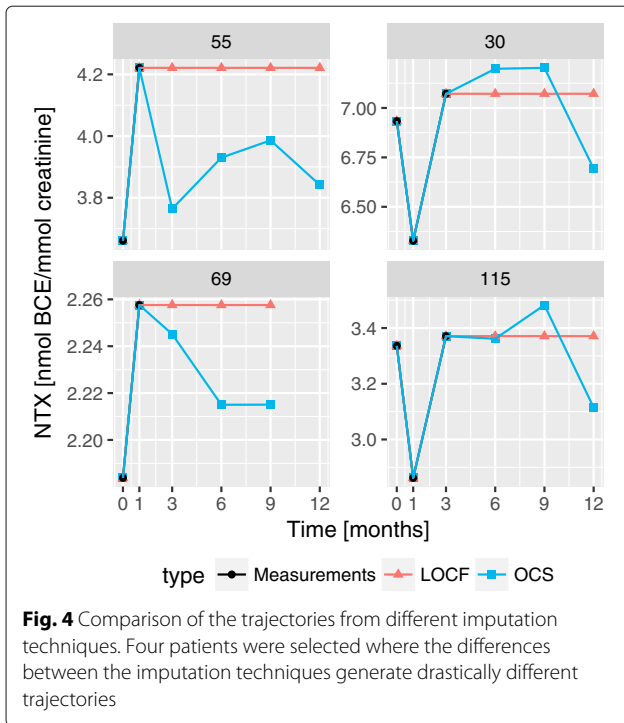 55
30
4.2
4.0
3.8
7.00
6.75
6.50
69
115
2.26
2.24
2.22
2.20
3.4
3.2
3.0
NTX [nmol BCE/mmol creatinine]
0 1 3 6 9 12
0 1 3 6 9 12
Time [months]
type Measurements LOCF OCS
Fig. 4 Comparison of the trajectories from different imputation
techniques. Four patients were selected where the differences
between the imputation techniques generate drastically different
trajectories